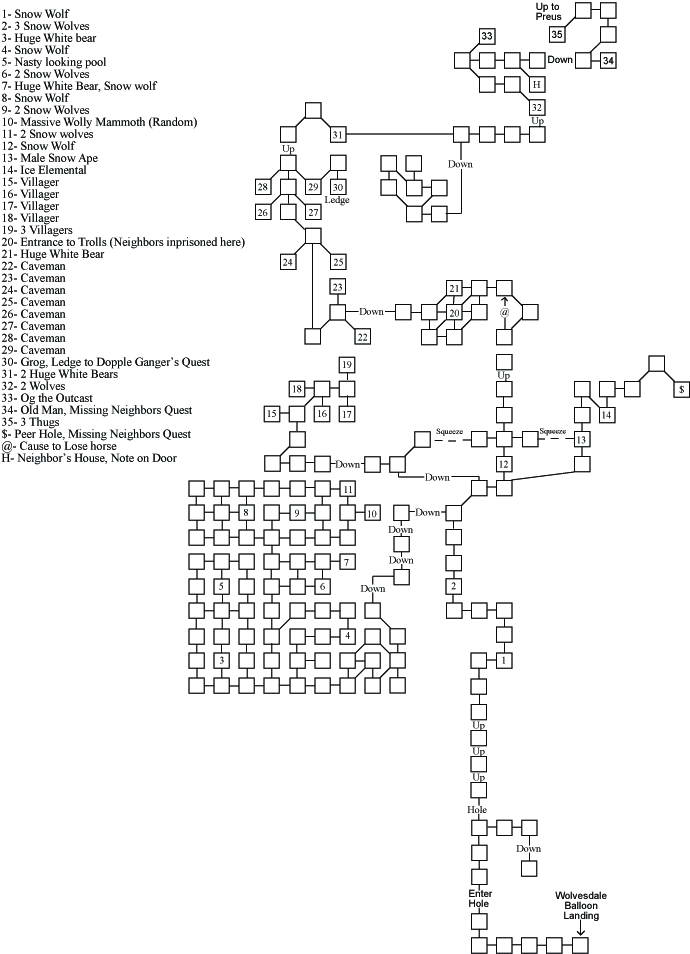 1- Snow Wolf
2- 3 Snow Wolves
3- Huge White bear
4- Snow Wolf
5- Nasty looking pool
6- 2 Snow Wolves
7- Huge White Bear, Snow wolf
8- Snow Wolf
9- 2 Snow Wolves
10- Massive Wolly Mammoth (Random)
11- 2 Snow wolves
12- Snow Wolf
13- Male Snow Ape
14- Ice Elemental
15- Villager
16- Villager
17- Villager
18- Villager
19- 3 Villagers
20- Entrance to Trolls (Neighbors inprisoned here)
21- Huge White Bear
22- Caveman
23- Caveman
24- Caveman
25- Caveman
26- Caveman
27- Caveman
28- Caveman
29- Caveman
30- Grog, Ledge to Dopple Ganger's Quest
31- 2 Huge White Bears
32- 2 Wolves
33- Og the Outcast
34- Old Man, Missing Neighbors Quest
35- 3 Thugs
$- Peer Hole, Missing Neighbors Quest
@- Cause to Lose horse
H- Neighbor's House, Note on Door
Up to
Preus
33
35
Down
34
H
32
Up
31
Up
Down
28
29
30
Ledge
26
27
24
25
23
21
Down
20
@
22
19
Up
18
$
15
16
17
14
Squeeze
Squeeze
13
Down
12
Down
11
8
9
10
Down
Down
7
Down
5
6
Down
2
4
3
1
Up
Up
Up
Hole
Down
Enter
Hole
Wolvesdale
Balloon
Landing